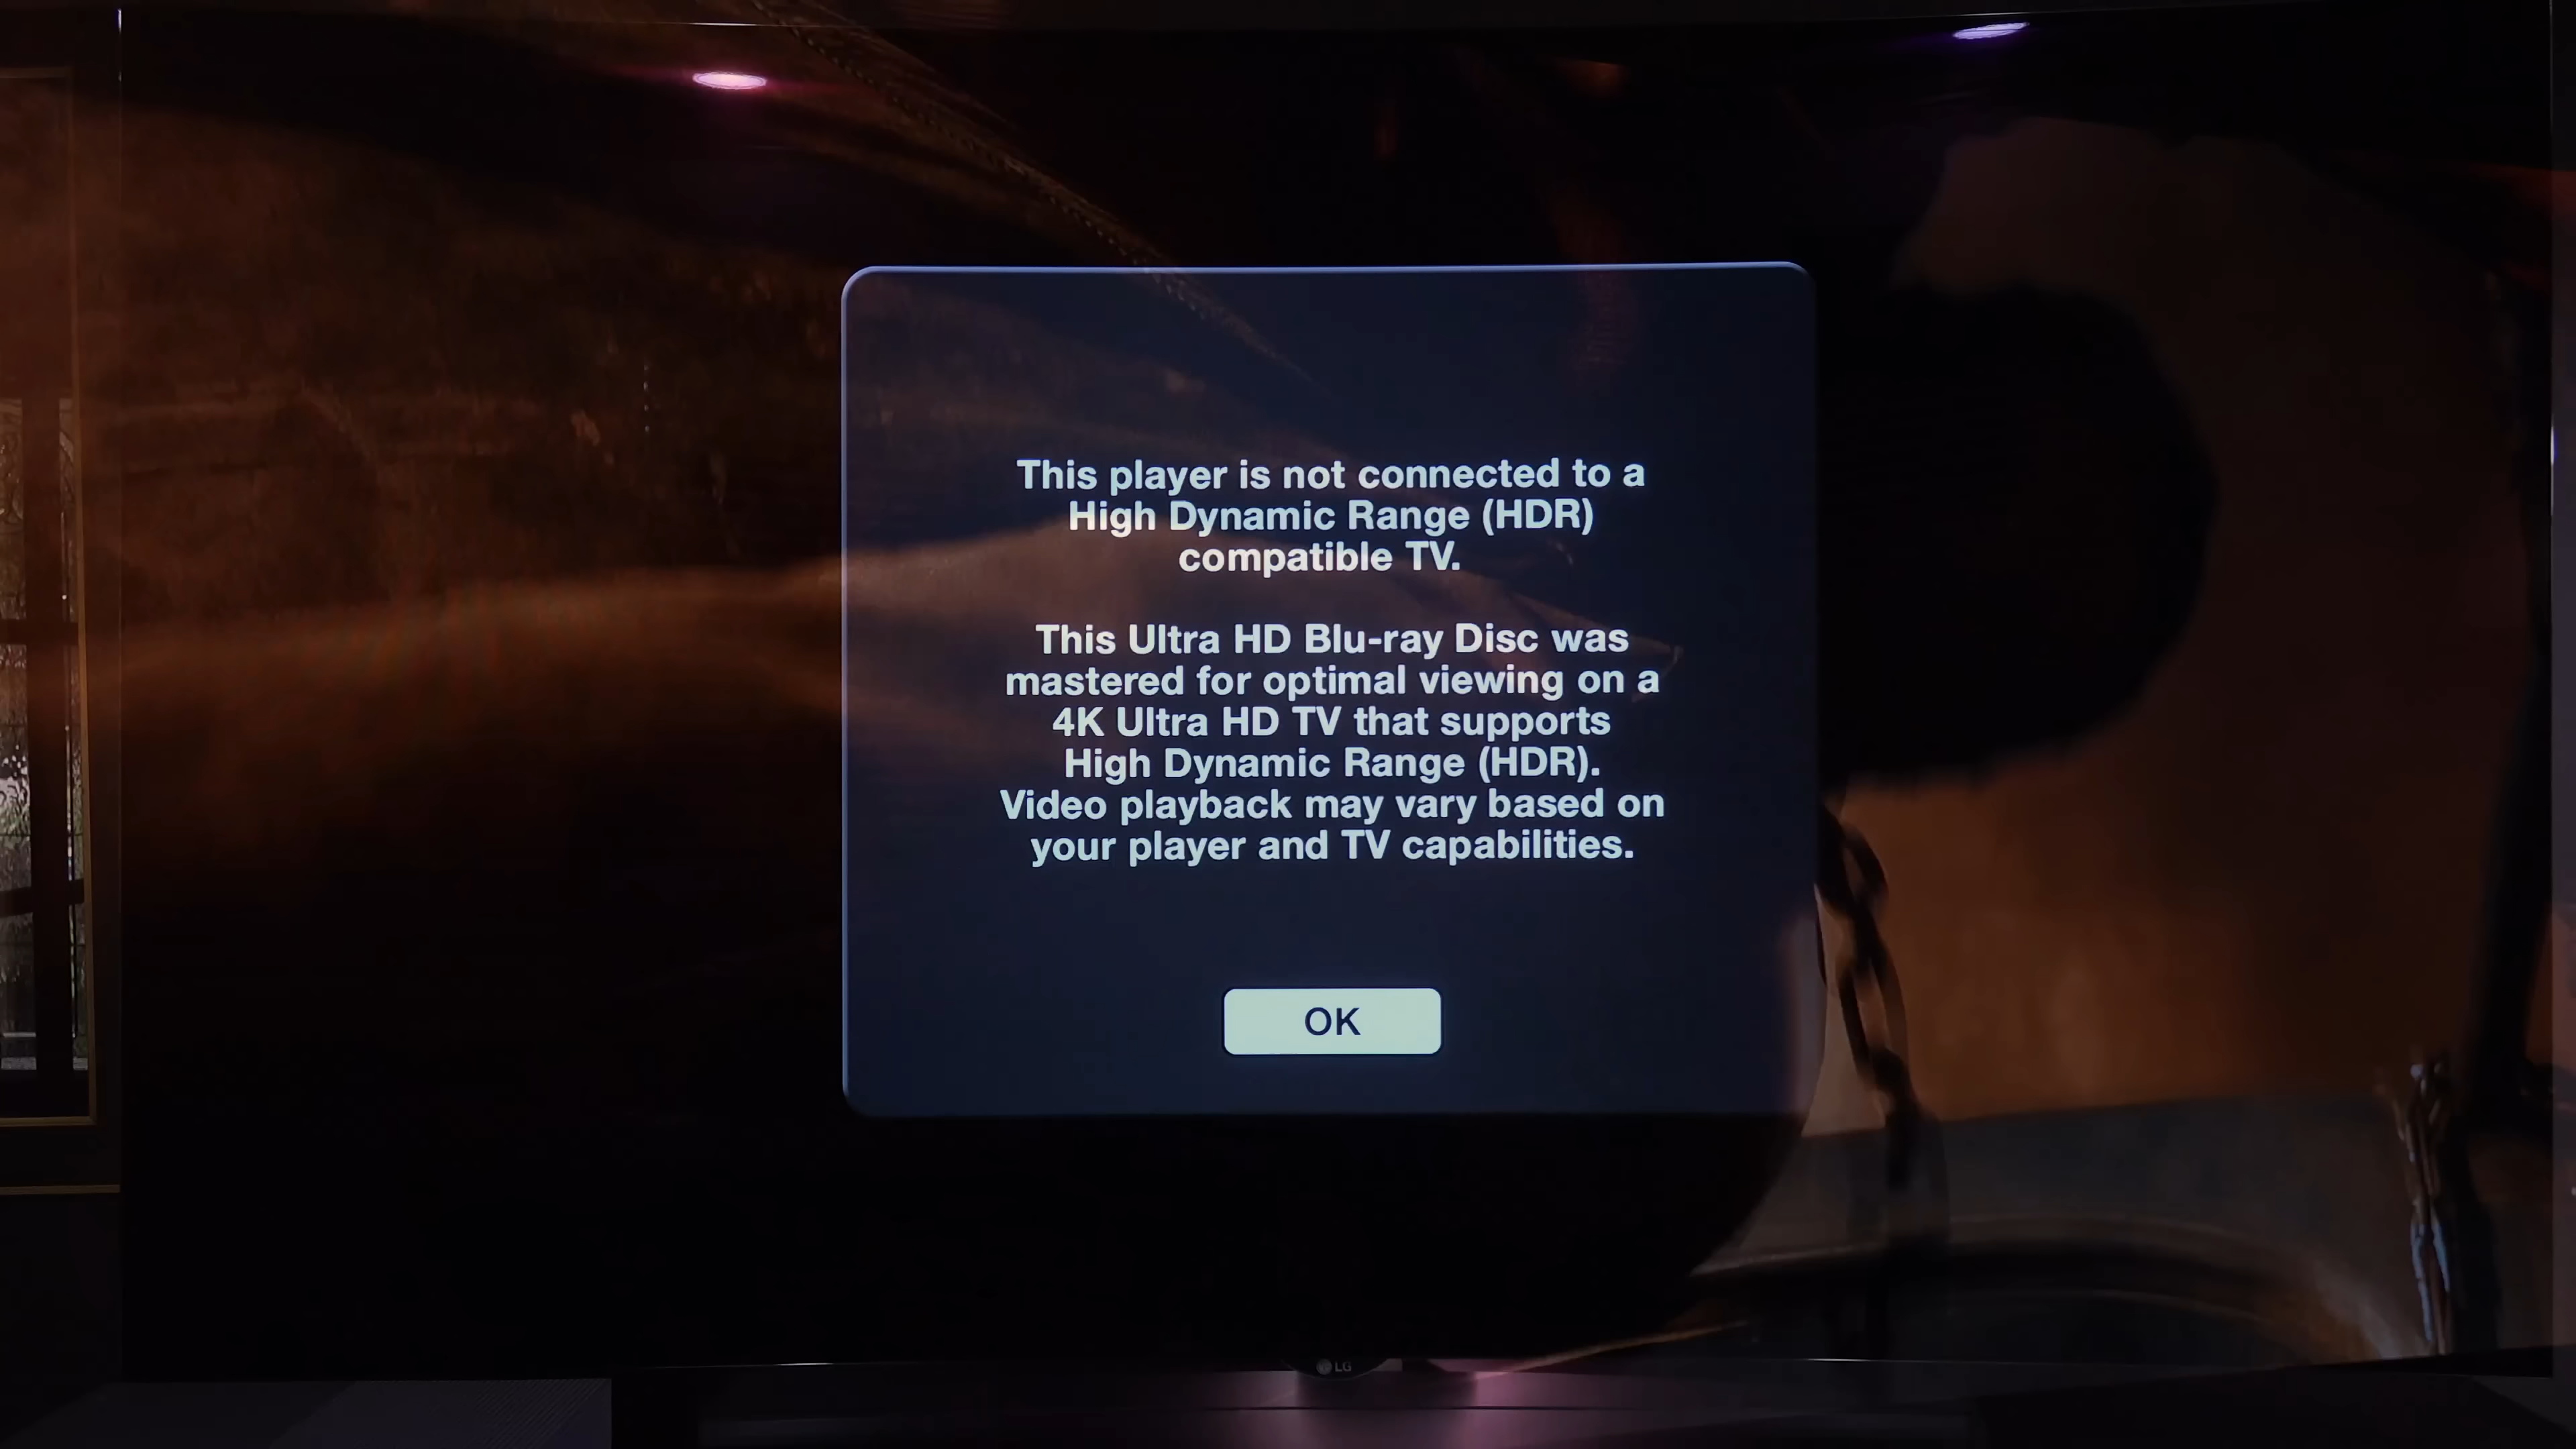 This player is not connected to a
High Dynamic Range (HDR)
compatible TV.
This Ultra HD Blu-ray Disc was
mastered for optimal viewing on a
4K Ultra HD TV that supports
High Dynamic Range (HDR).
Video playback may vary based on
your player and TV capabilities.
OK
LG